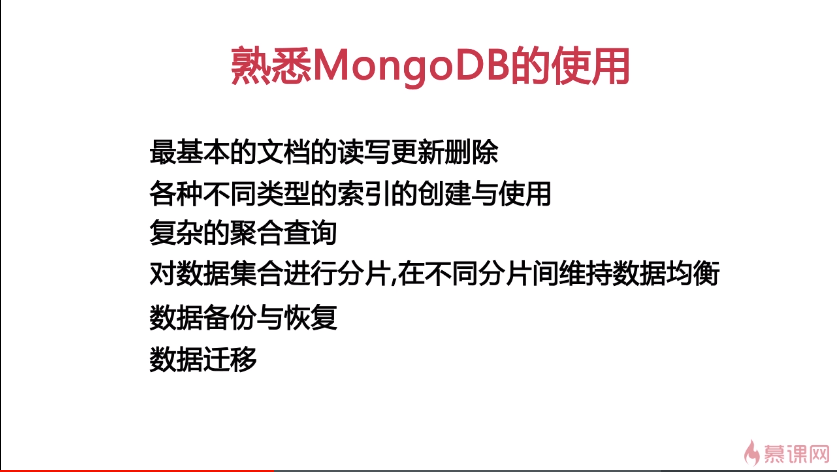 熟悉MongoDB的使用
最基本的文档的读写更新删除
各种不同类型的索引的创建与使用
复杂的聚合查询
对数据集合进行分片,在不同分片间维持数据均衡
数据备份与恢复
数据迁移
慕课网